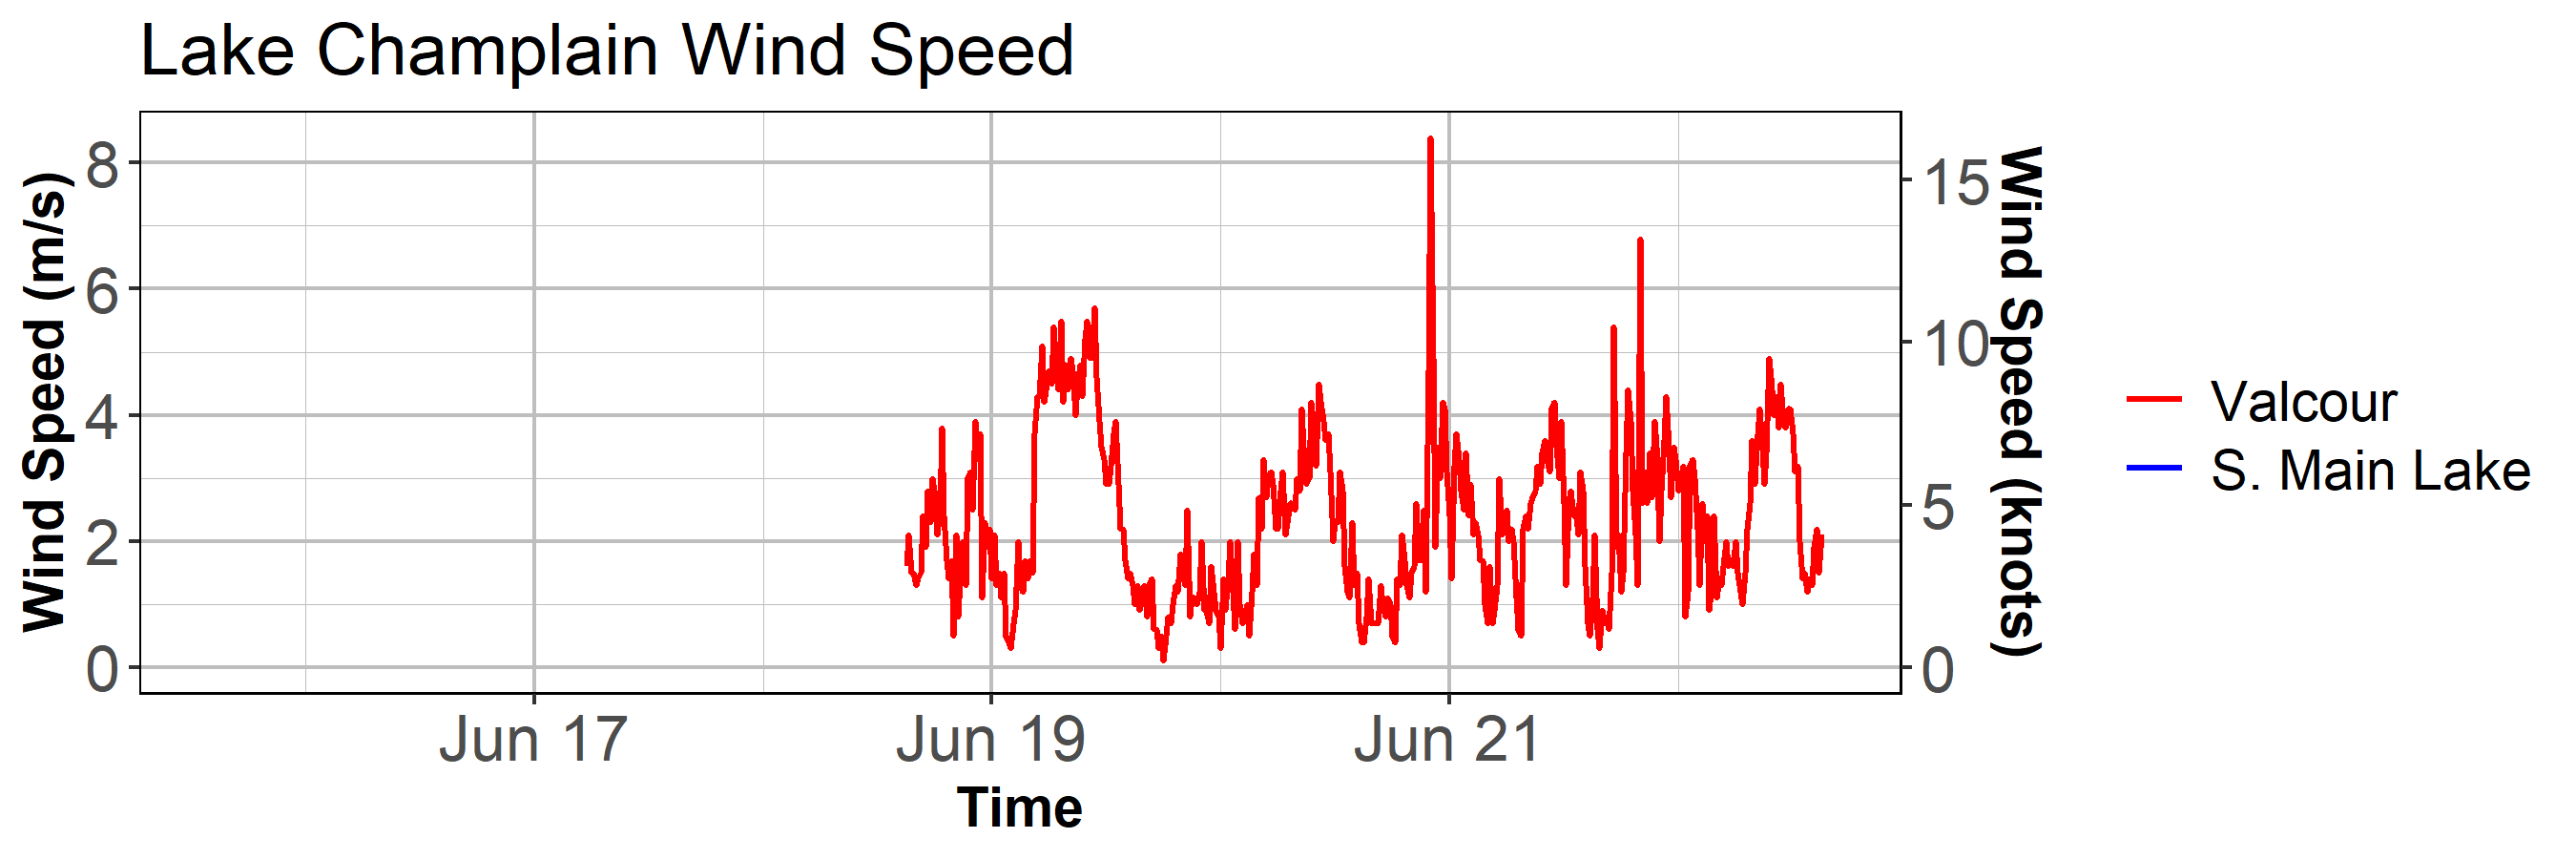 Lake Champlain Wind Speed
Wind Speed (m/s)
8
6
4
2
0
15
10
5
0
Wind Speed (knots)
Jun 17
Jun 19
Jun 21
Time
Valcour
S. Main Lake